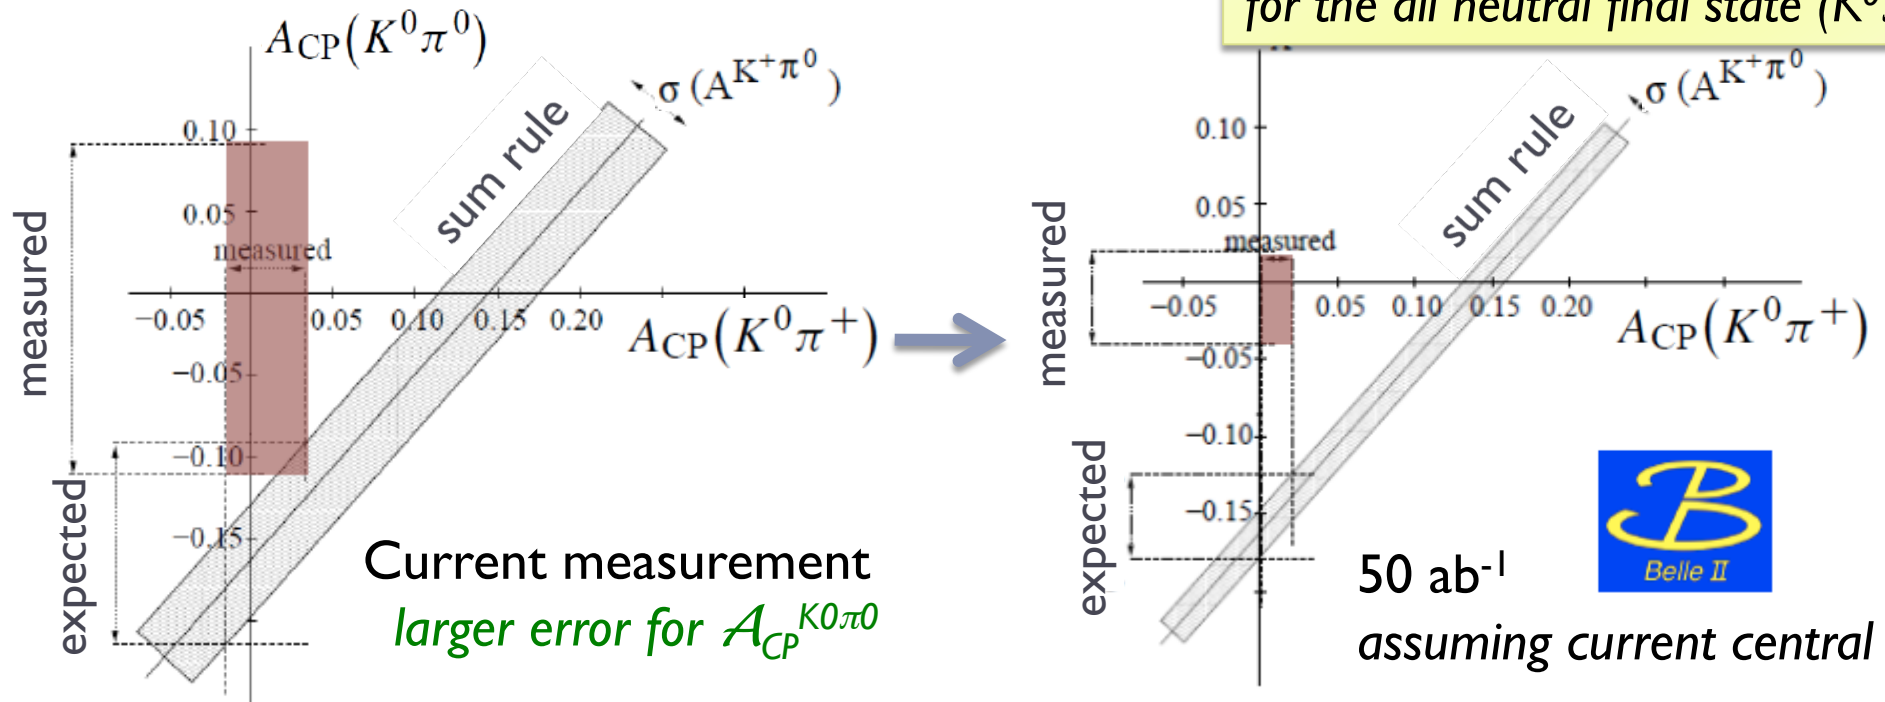 for the all neutral final state (K⁰
A_CP(K⁰π⁰)
σ (A^K⁺π⁰)
sum rule
0.10
0.05
measured
measured
−0.05
0.05
0.10
0.15
0.20
A_CP(K⁰π⁺)
−0.05
−0.10
−0.15
expected
Current measurement
larger error for A_CP^K0π0
σ (A^K⁺π⁰)
sum rule
0.10
0.05
measured
measured
−0.05
0.05
0.10
0.15
0.20
A_CP(K⁰π⁺)
−0.05
−0.10
−0.15
expected
50 ab⁻¹
Belle II
assuming current central